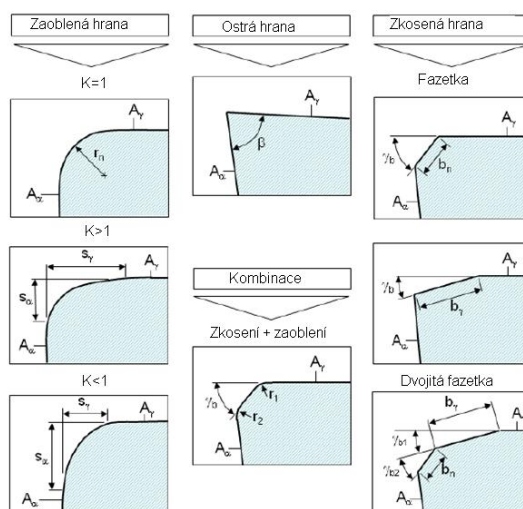 Zaoblená hrana
K=1
Aγ
rn
Aα
K>1
sγ
Aγ
sα
Aα
K<1
sγ
Aγ
sα
Aα
Ostrá hrana
Aγ
β
Kombinace
Zkosení + zaoblení
Aγ
γb
r1
r2
Aα
Zkosená hrana
Fazetka
Aγ
γb
bn
Aα
Aγ
γb
bγ
Aα
Dvojitá fazetka
bγ
Aγ
γb1
γb2
bn
Aα